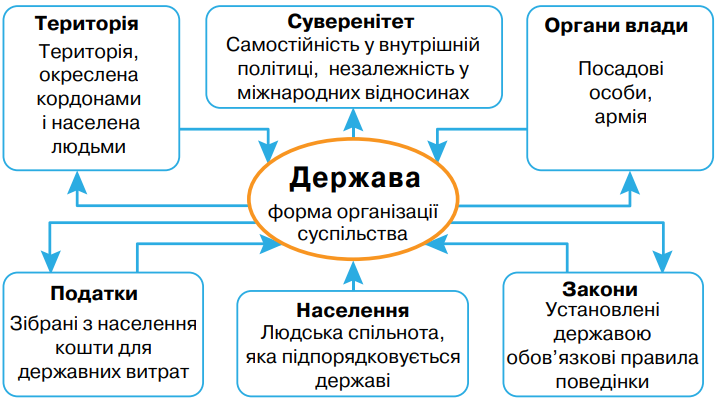 Територія
Територія,
окреслена
кордонами
і населена
людьми
Суверенітет
Самостійність у внутрішній
політиці, незалежність у
міжнародних відносинах
Органи влади
Посадові
особи,
армія
Держава
форма організації
суспільства
Податки
Зібрані з населення
кошти для
державних витрат
Населення
Людська спільнота,
яка підпорядковується
державі
Закони
Установлені
державою
обов’язкові правила
поведінки